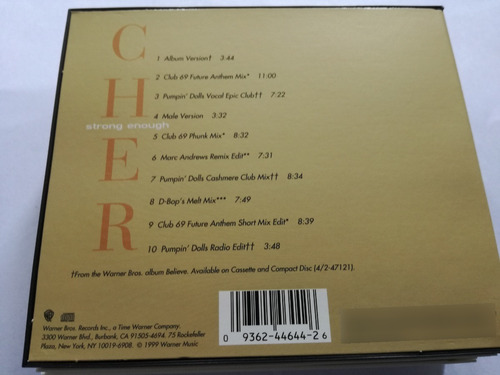 CHER
strong enough
1 Album Version† 3:44
2 Club 69 Future Anthem Mix* 11:00
3 Pumpin' Dolls Vocal Epic Club†† 7:22
4 Male Version 3:32
5 Club 69 Phunk Mix* 8:32
6 Marc Andrews Remix Edit** 7:31
7 Pumpin' Dolls Cashmere Club Mix†† 8:34
8 D-Bop's Melt Mix*** 7:49
9 Club 69 Future Anthem Short Mix Edit* 8:39
10 Pumpin' Dolls Radio Edit†† 3:48
†From the Warner Bros. album Believe. Available on Cassette and Compact Disc (4/2-47121).
Warner Bros. Records Inc., a Time Warner Company.
3300 Warner Blvd., Burbank, CA 91505-4694. 75 Rockefeller
Plaza, New York, NY 10019-6908. © 1999 Warner Music
0 9362-44644-2 6